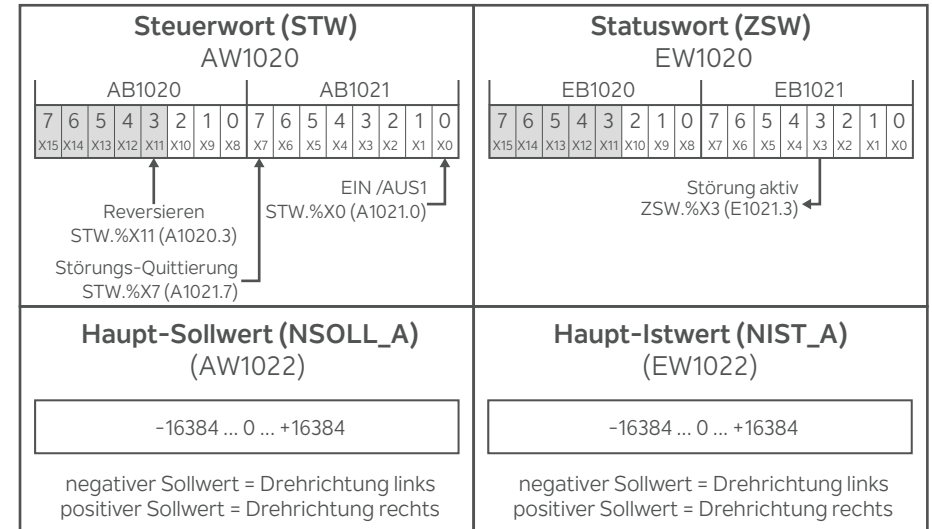 Steuerwort (STW)
AW1020
AB1020 AB1021
7 6 5 4 3 2 1 0 7 6 5 4 3 2 1 0
X15 X14 X13 X12 X11 X10 X9 X8 X7 X6 X5 X4 X3 X2 X1 X0
EIN /AUS1
STW.%X0 (A1021.0)
Reversieren
STW.%X11 (A1020.3)
Störungs-Quittierung
STW.%X7 (A1021.7)
Statuswort (ZSW)
EW1020
EB1020 EB1021
7 6 5 4 3 2 1 0 7 6 5 4 3 2 1 0
X15 X14 X13 X12 X11 X10 X9 X8 X7 X6 X5 X4 X3 X2 X1 X0
Störung aktiv
ZSW.%X3 (E1021.3)
Haupt-Sollwert (NSOLL_A)
(AW1022)
-16384 ... 0 ... +16384
negativer Sollwert = Drehrichtung links
positiver Sollwert = Drehrichtung rechts
Haupt-Istwert (NIST_A)
(EW1022)
-16384 ... 0 ... +16384
negativer Sollwert = Drehrichtung links
positiver Sollwert = Drehrichtung rechts